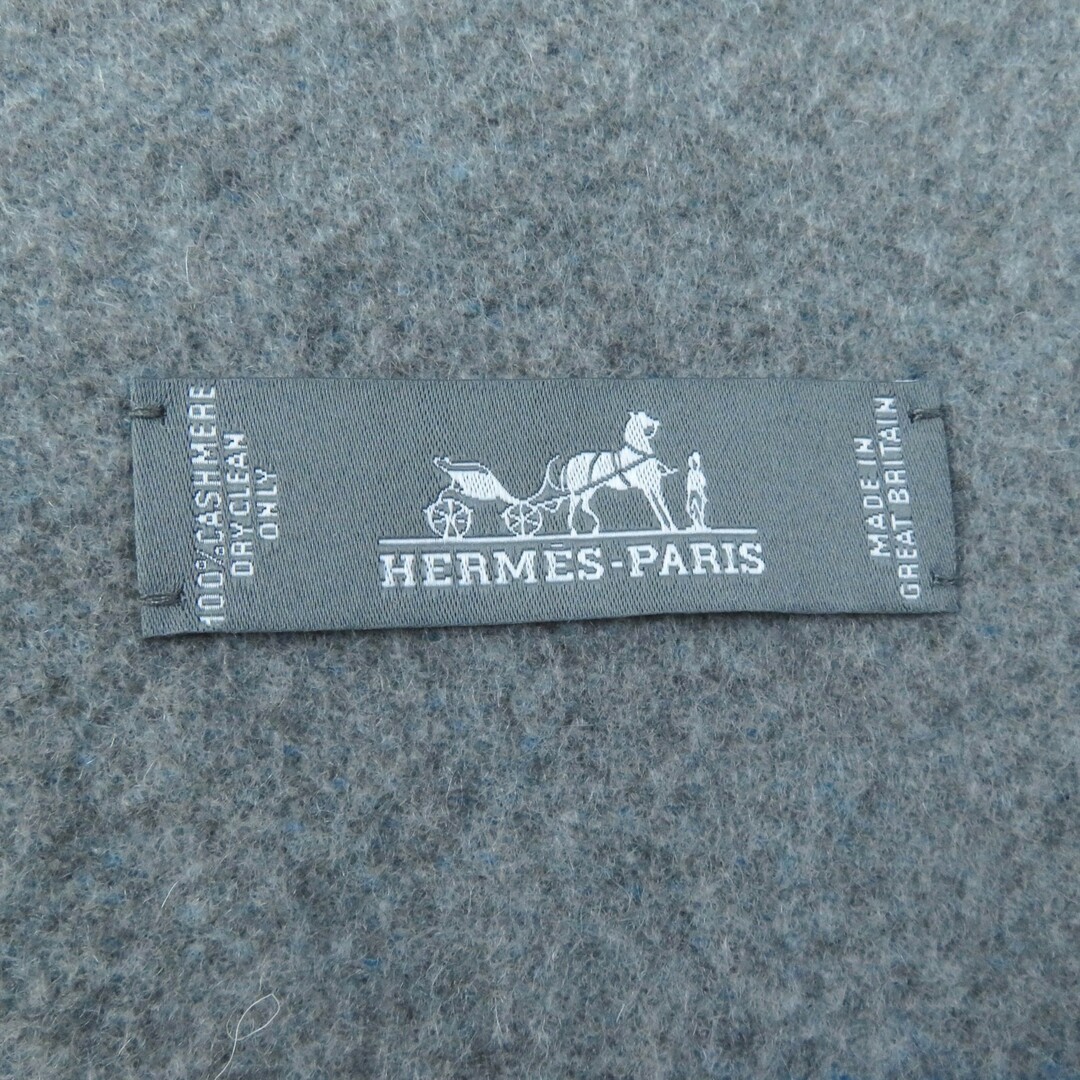 100%CASHMERE
DRY CLEAN
ONLY
HERMÈS-PARIS
MADE IN
GREAT BRITAIN